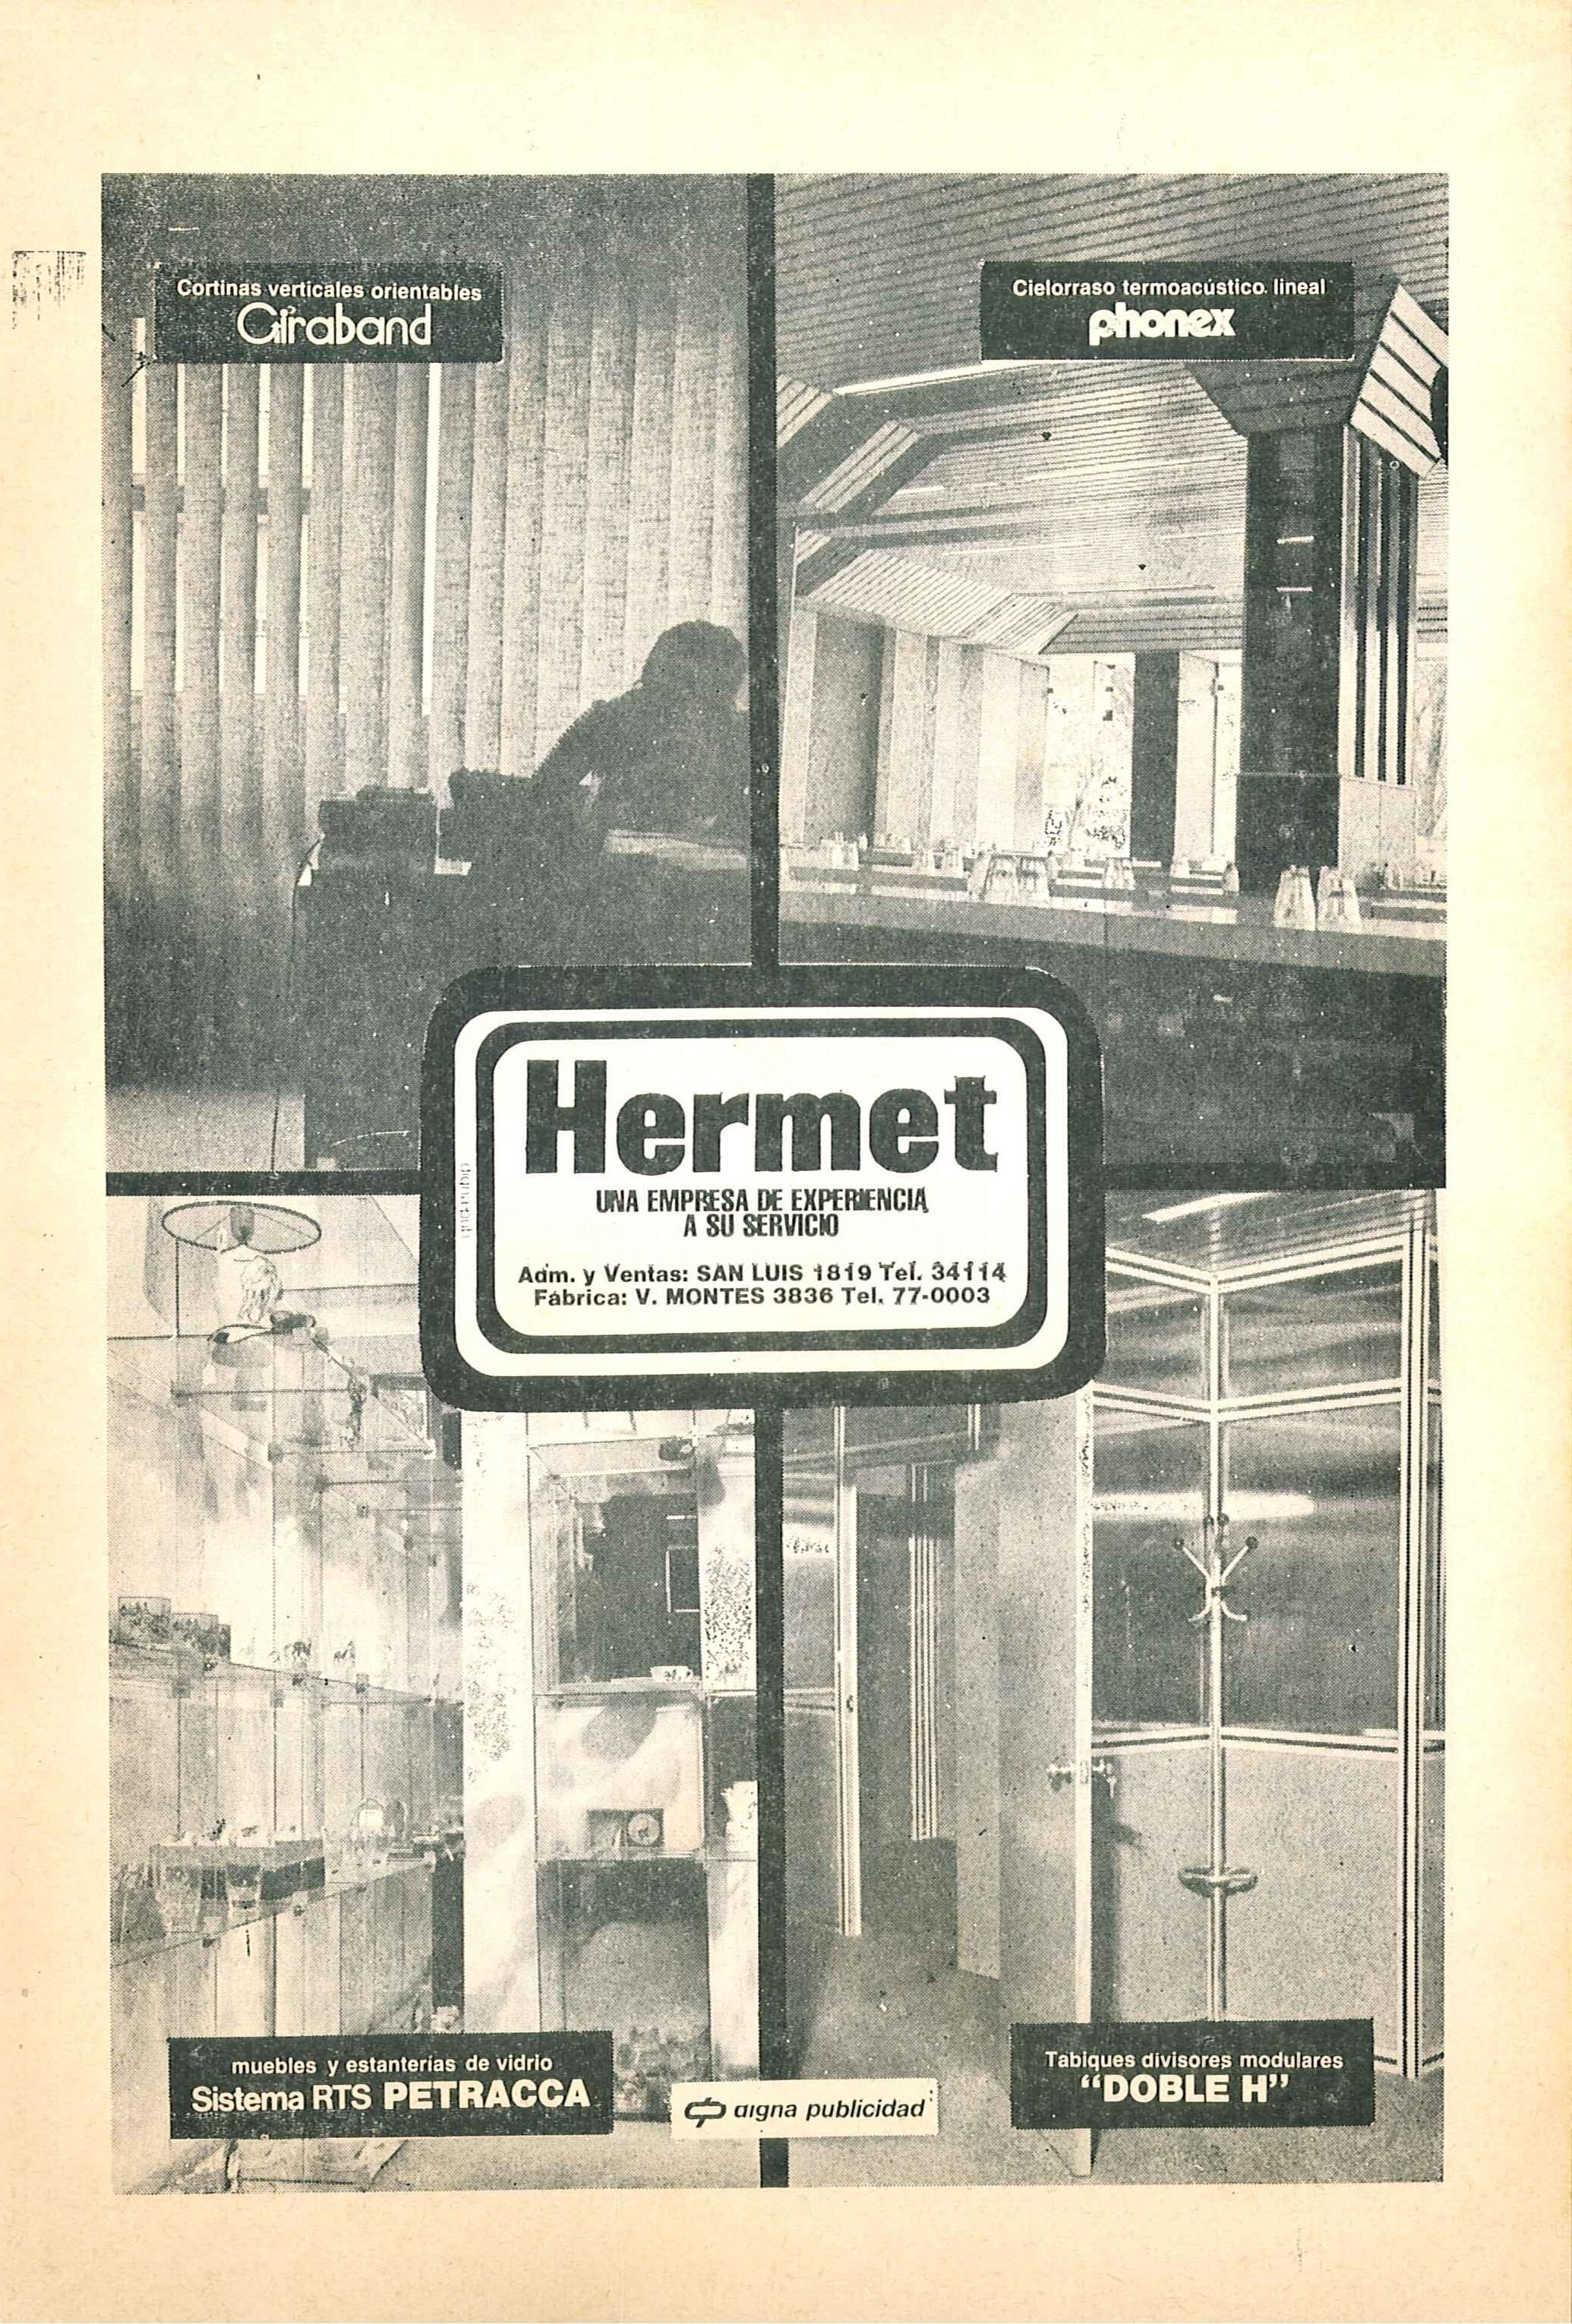 Cortinas verticales orientables
Giraband
Cielorraso termoacústico lineal
phonex
Hermet
UNA EMPRESA DE EXPERIENCIA
A SU SERVICIO
Adm. y Ventas: SAN LUIS 1819 Tel. 34114
Fábrica: V. MONTES 3836 Tel. 77-0003
muebles y estanterías de vidrio
Sistema RTS PETRACCA
Tabiques divisores modulares
"DOBLE H"
aigna publicidad